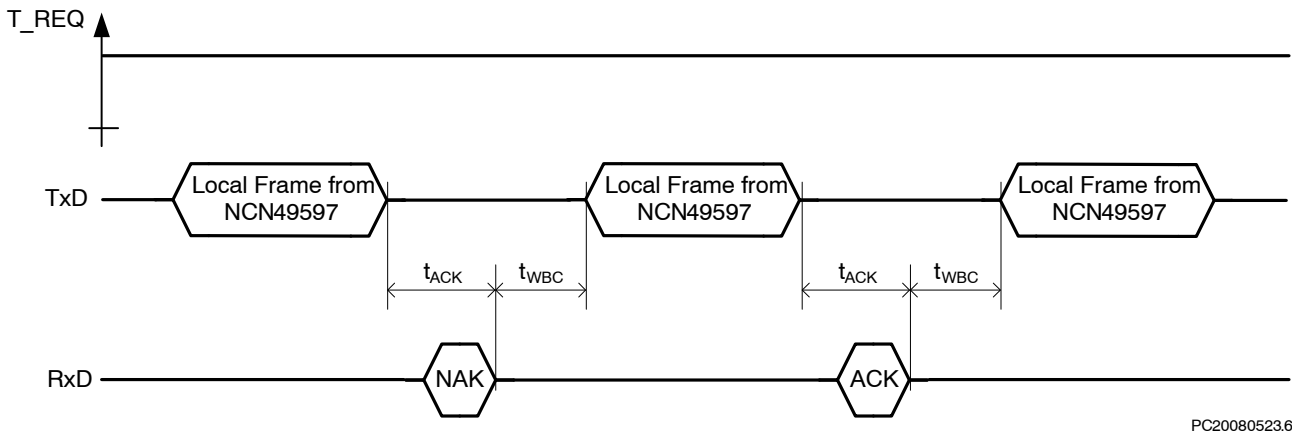 T_REQ
TxD
Local Frame from
NCN49597
Local Frame from
NCN49597
Local Frame from
NCN49597
tACK
tWBC
tACK
tWBC
RxD
NAK
ACK
PC20080523.6